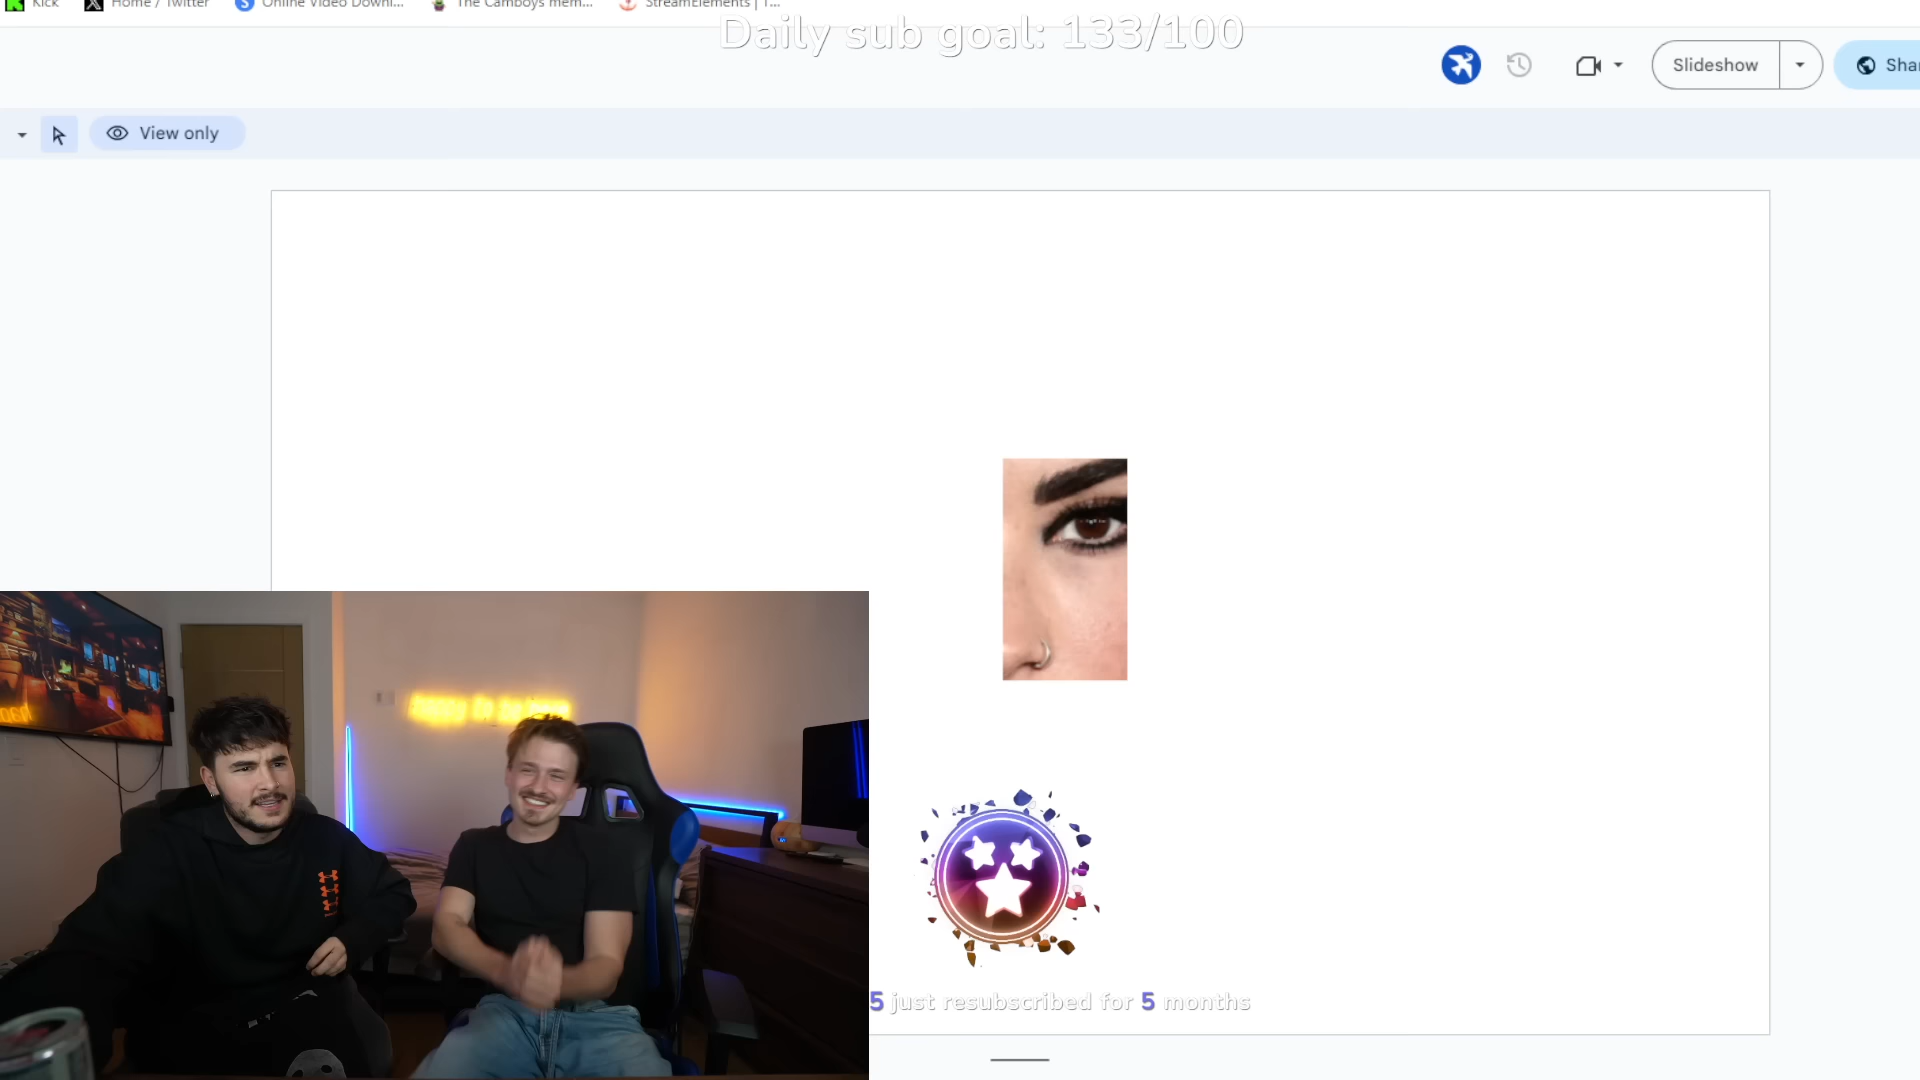 Kick
Home / Twitter
Online Video Downl...
The Camboys mem...
StreamElements | T...
Daily sub goal: 133/100
Slideshow
View only
5 just resubscribed for 5 months